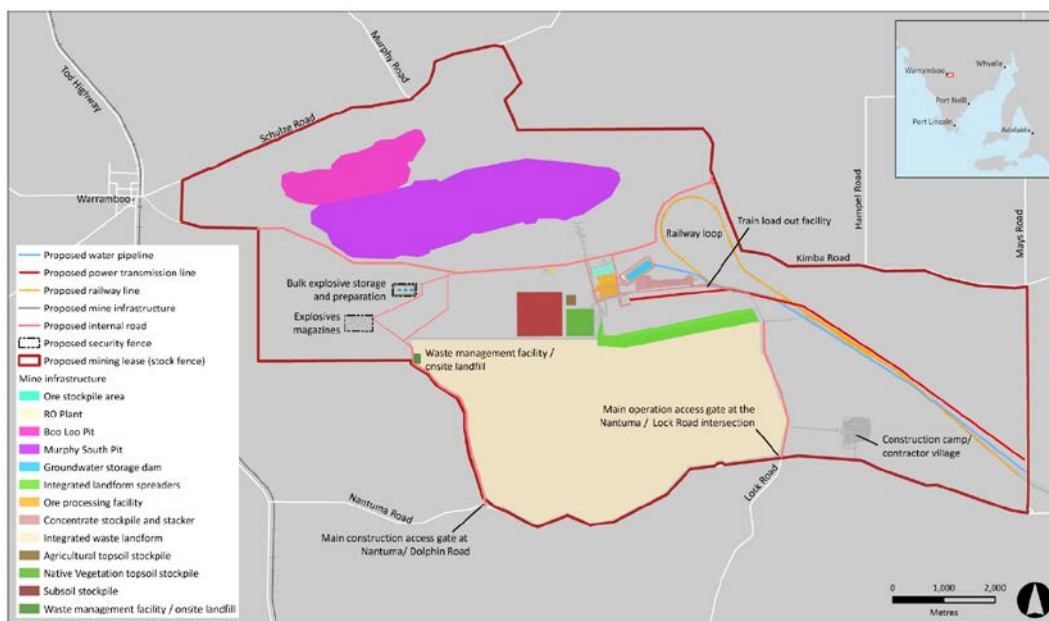 Tod Highway
Murphy Road
Schulze Road
Warramboo
Warramboo
Whyalla
Port Neill
Port Lincoln
Adelaide
Hampel Road
Mays Road
Kimba Road
Train load out facility
Railway loop
Bulk explosive storage
and preparation
Explosives
magazines
Waste management facility /
onsite landfill
Main operation access gate at the
Nantuma / Lock Road intersection
Construction camp/
contractor village
Lock Road
Nantuma Road
Main construction access gate at
Nantuma/ Dolphin Road
Proposed water pipeline
Proposed power transmission line
Proposed railway line
Proposed mine infrastructure
Proposed internal road
Proposed security fence
Proposed mining lease (stock fence)
Mine infrastructure
Ore stockpile area
RO Plant
Boo Loo Pit
Murphy South Pit
Groundwater storage dam
Integrated landform spreaders
Ore processing facility
Concentrate stockpile and stacker
Integrated waste landform
Agricultural topsoil stockpile
Native Vegetation topsoil stockpile
Subsoil stockpile
Waste management facility / onsite landfill
0 1,000 2,000
Metres